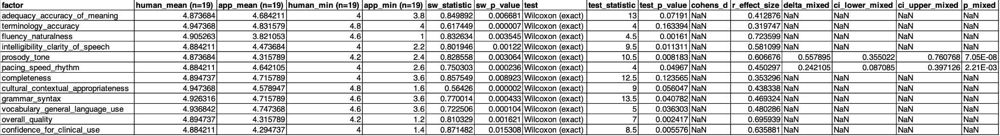 factor human_mean (n=19) app_mean (n=19) human_min (n=19) app_min (n=19) sw_statistic sw_p_value test test_statistic test_p_value cohens_d r_effect_size delta_mixed ci_lower_mixed ci_upper_mixed p_mixed
adequacy_accuracy_of_meaning 4.873684 4.684211 4 3.8 0.849892 0.006681 Wilcoxon (exact) 13 0.07191 NaN 0.412876 NaN NaN NaN NaN
terminology_accuracy 4.947368 4.831579 4.8 4 0.617449 0.000007 Wilcoxon (exact) 4 0.163394 NaN 0.319747 NaN NaN NaN NaN
fluency_naturalness 4.905263 3.821053 4.6 1 0.832634 0.003545 Wilcoxon (exact) 4.5 0.00161 NaN 0.723599 NaN NaN NaN NaN
intelligibility_clarity_of_speech 4.884211 4.473684 4 2.2 0.801946 0.00122 Wilcoxon (exact) 9.5 0.011311 NaN 0.581099 NaN NaN NaN NaN
prosody_tone 4.873684 4.315789 4.2 2.4 0.828558 0.003064 Wilcoxon (exact) 10.5 0.008183 NaN 0.606676 0.557895 0.355022 0.760768 7.05E-08
pacing_speed_rhythm 4.884211 4.642105 4 2.6 0.750303 0.000236 Wilcoxon (exact) 4 0.04967 NaN 0.450297 0.242105 0.087085 0.397126 2.21E-03
completeness 4.894737 4.715789 4 3.6 0.857549 0.008923 Wilcoxon (exact) 12.5 0.123565 NaN 0.353296 NaN NaN NaN NaN
cultural_contextual_appropriateness 4.947368 4.578947 4.8 1.6 0.56426 0.000002 Wilcoxon (exact) 9 0.056047 NaN 0.438338 NaN NaN NaN NaN
grammar_syntax 4.926316 4.715789 4.6 3.6 0.770014 0.000433 Wilcoxon (exact) 13.5 0.040782 NaN 0.469324 NaN NaN NaN NaN
vocabulary_general_language_use 4.936842 4.747368 4.6 3.6 0.722506 0.000104 Wilcoxon (exact) 5 0.036303 NaN 0.480286 NaN NaN NaN NaN
overall_quality 4.894737 4.315789 4.2 1.2 0.810329 0.001621 Wilcoxon (exact) 7 0.002417 NaN 0.695939 NaN NaN NaN NaN
confidence_for_clinical_use 4.884211 4.294737 4 1.4 0.871482 0.015308 Wilcoxon (exact) 8.5 0.005576 NaN 0.635881 NaN NaN NaN NaN